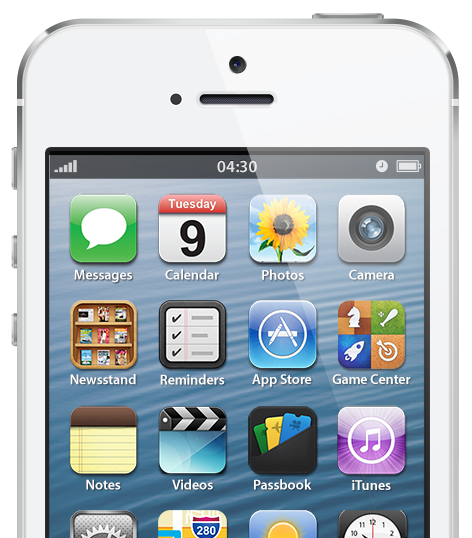 04:30
Tuesday
9
Messages
Calendar
Photos
Camera
Newsstand
Reminders
App Store
Game Center
Notes
Videos
Passbook
iTunes
280